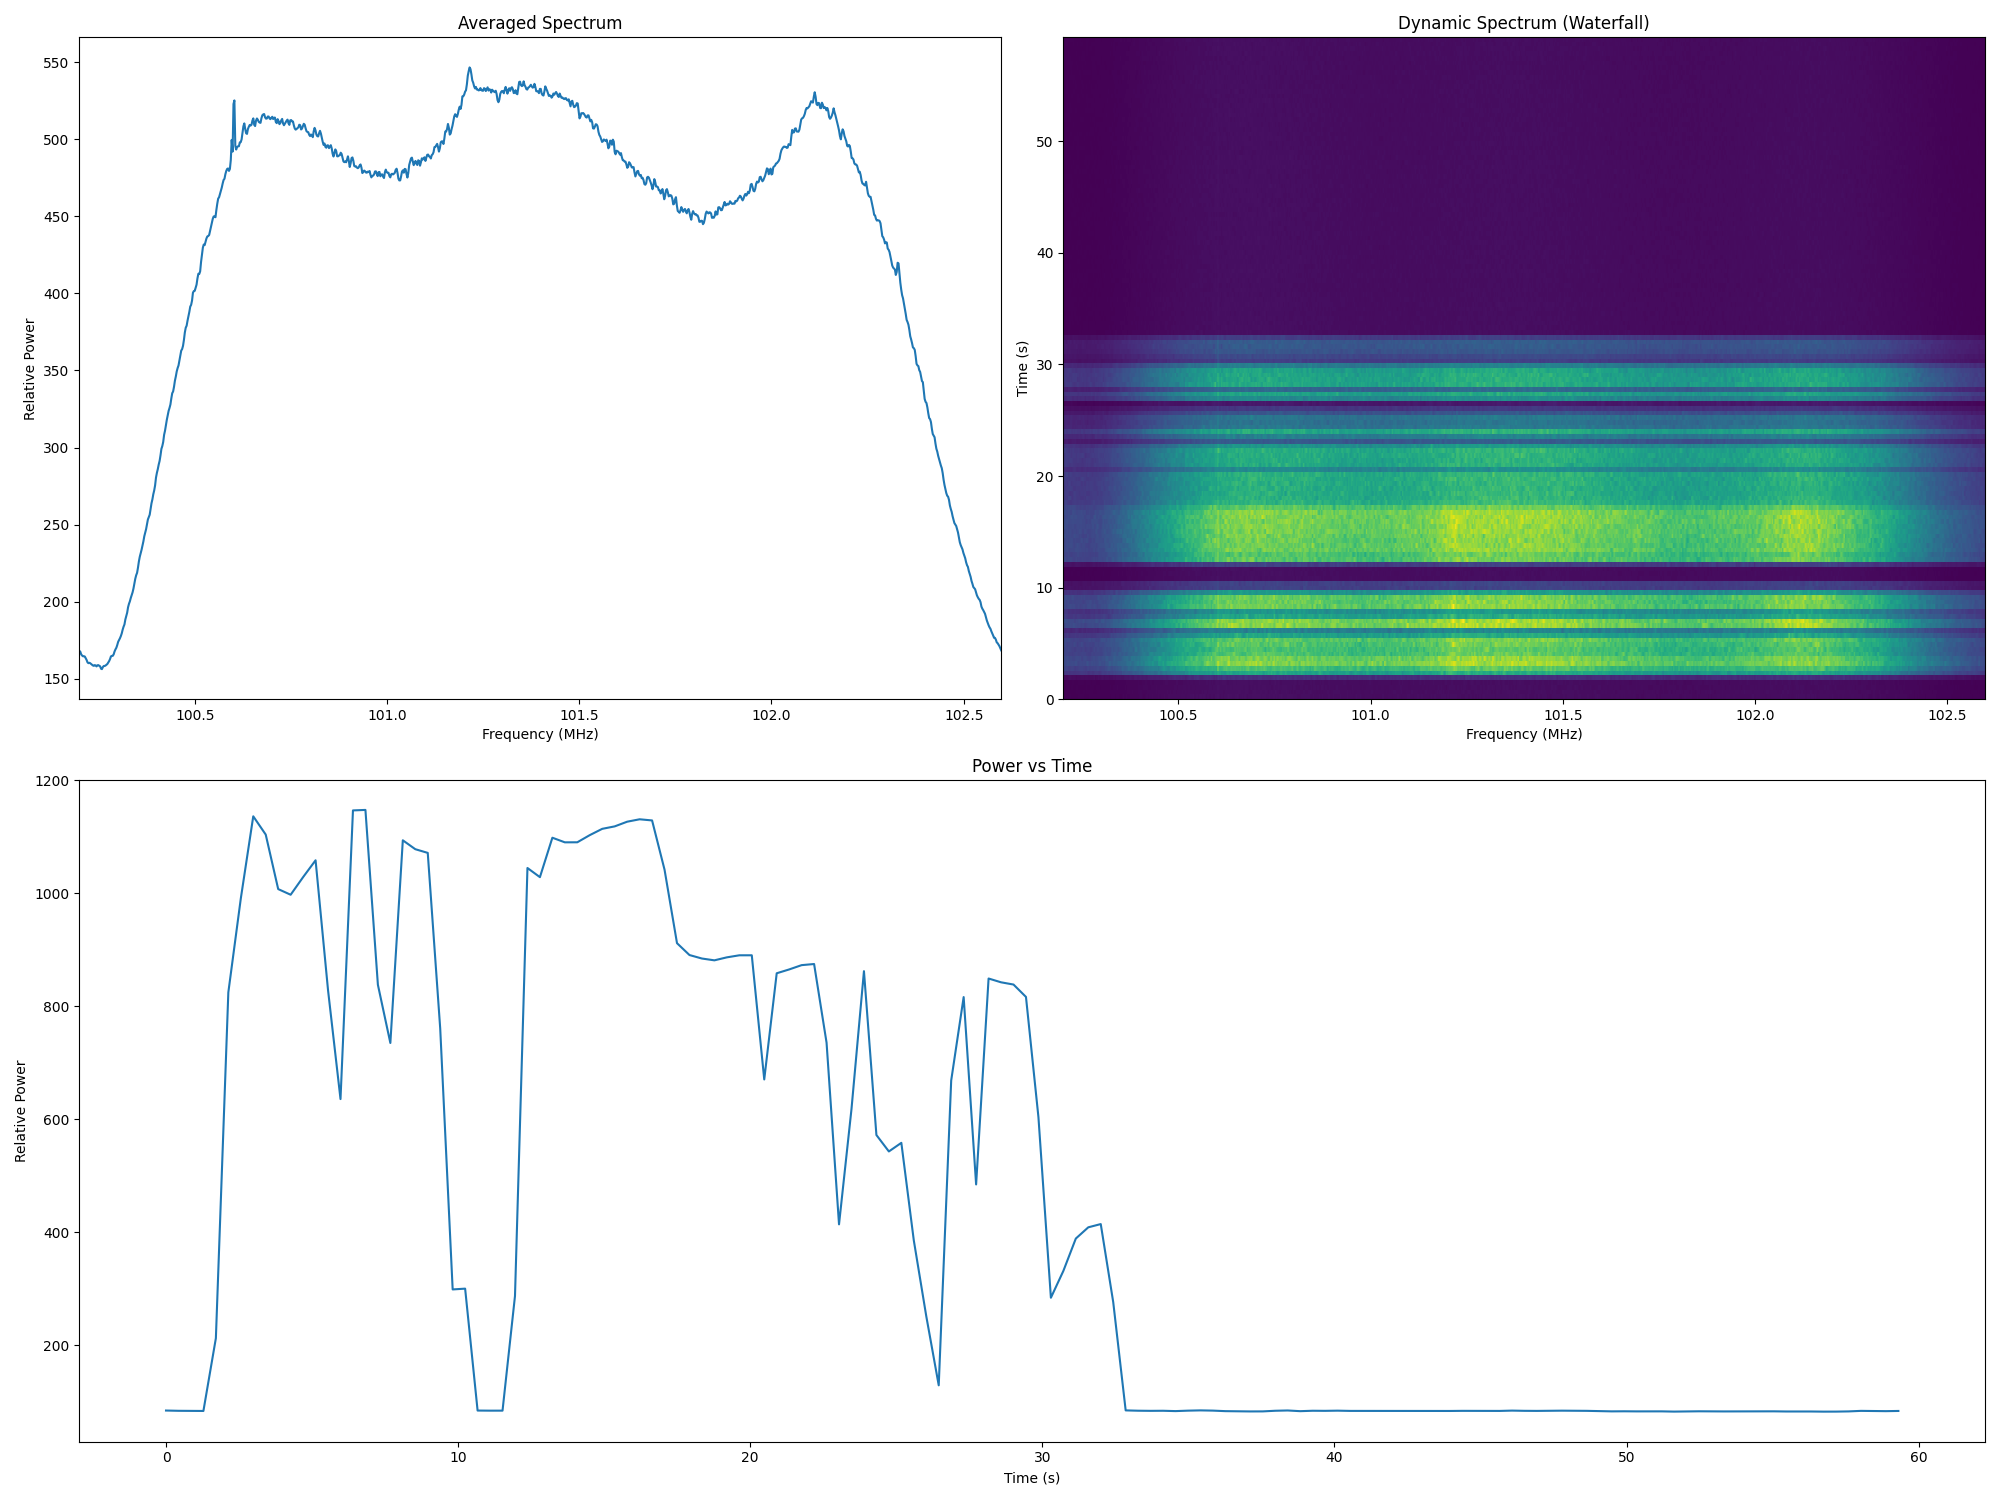 Averaged Spectrum
550
500
450
400
350
300
250
200
150
Relative Power
100.5 101.0 101.5 102.0 102.5
Frequency (MHz)
Dynamic Spectrum (Waterfall)
50
40
30
20
10
0
Time (s)
100.5 101.0 101.5 102.0 102.5
Frequency (MHz)
Power vs Time
1200
1000
800
600
400
200
Relative Power
0 10 20 30 40 50 60
Time (s)